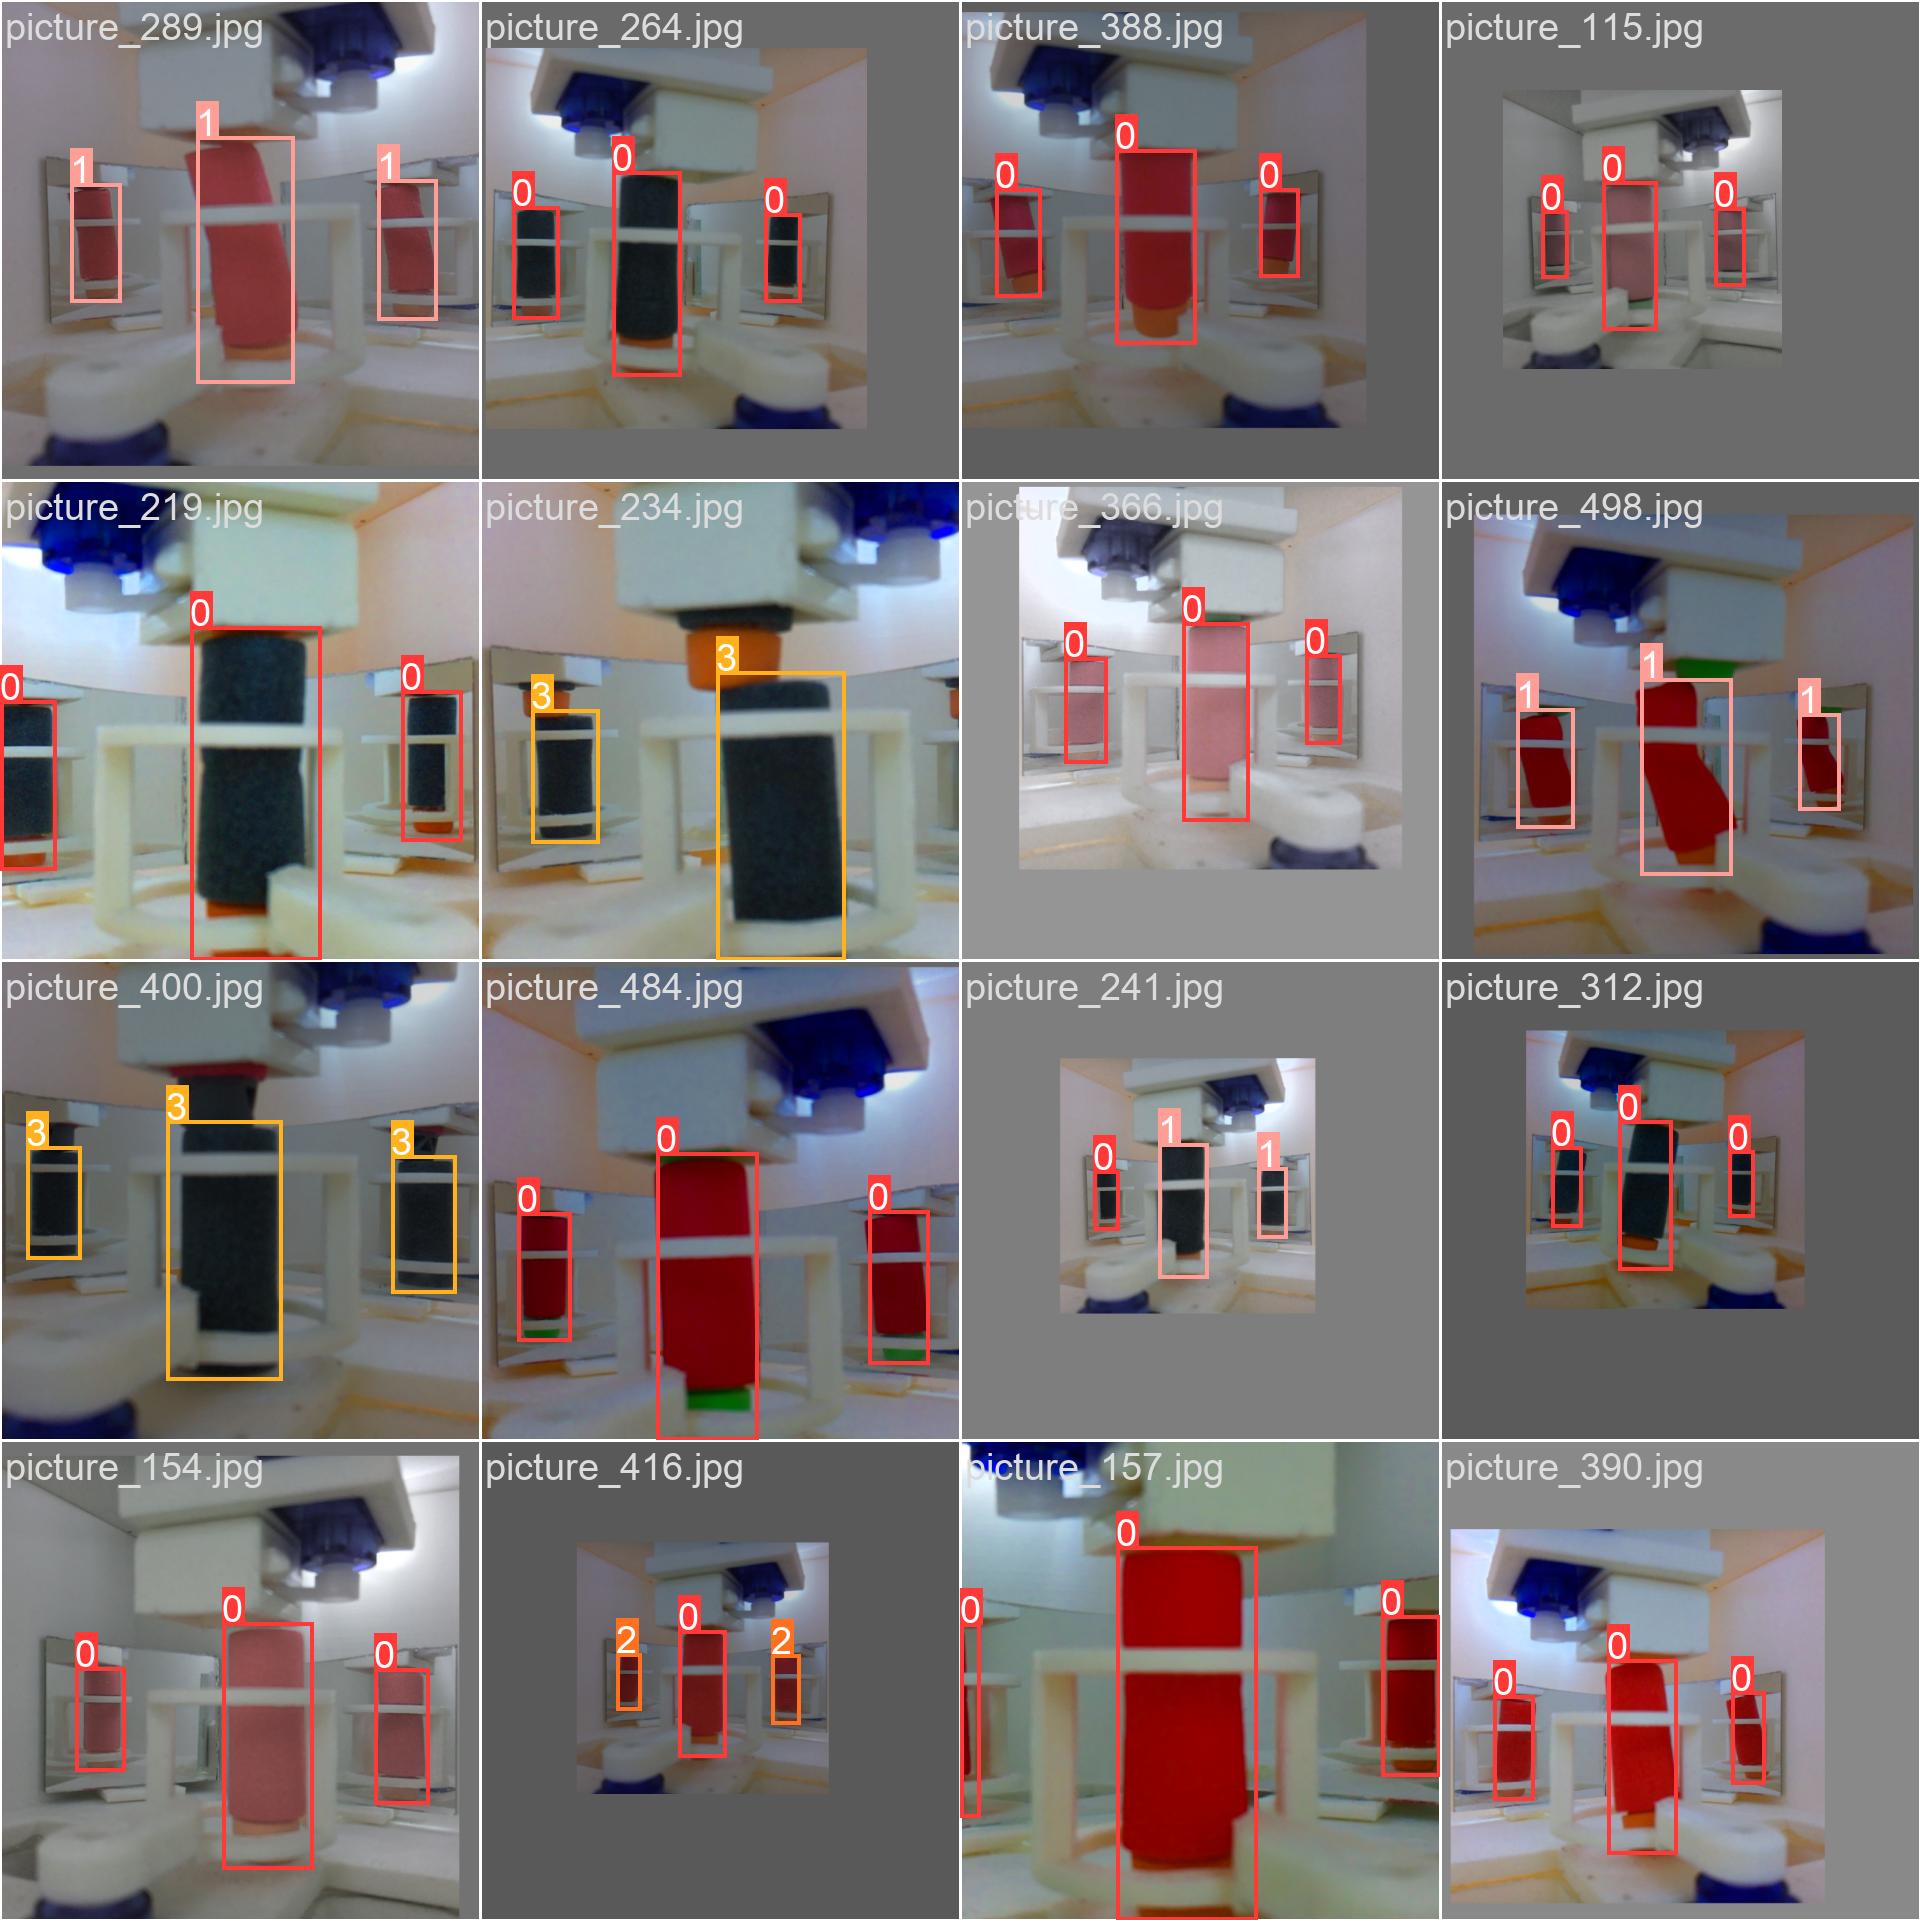 picture_289.jpg
1
1
1
picture_264.jpg
0
0
0
picture_388.jpg
0
0
0
picture_115.jpg
0
0
0
picture_219.jpg
0
0
0
picture_234.jpg
3
3
picture_366.jpg
0
0
0
picture_498.jpg
1
1
1
picture_400.jpg
3
3
3
picture_484.jpg
0
0
0
picture_241.jpg
1
0
1
picture_312.jpg
0
0
0
picture_154.jpg
0
0
0
picture_416.jpg
0
2
2
picture_157.jpg
0
0
0
picture_390.jpg
0
0
0